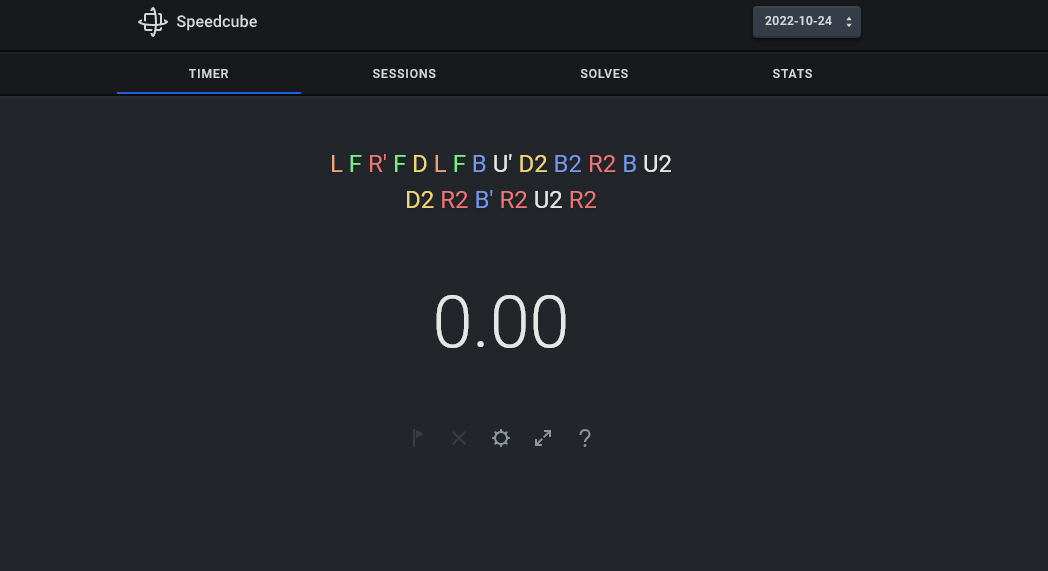 Speedcube
2022-10-24
TIMER
SESSIONS
SOLVES
STATS
L F R' F D L F B U' D2 B2 R2 B U2
D2 R2 B' R2 U2 R2
0.00
?